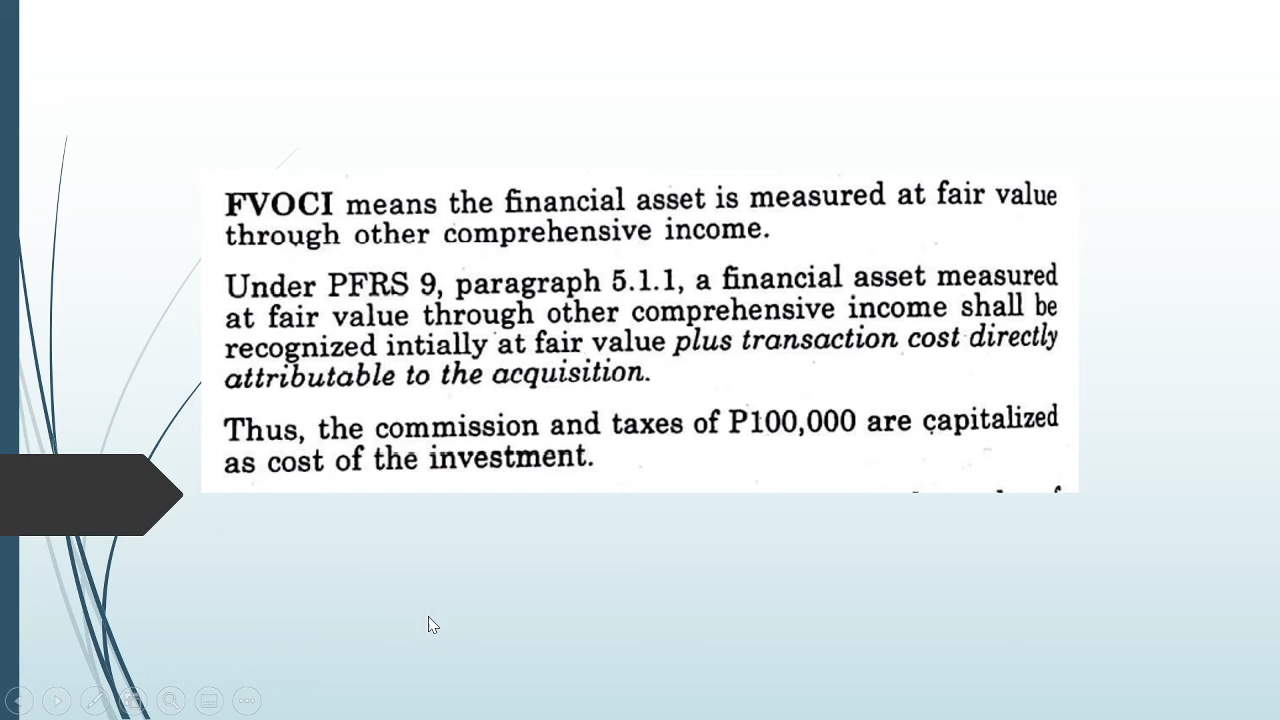 FVOCI means the financial asset is measured at fair value
through other comprehensive income.
Under PFRS 9, paragraph 5.1.1, a financial asset measured
at fair value through other comprehensive income shall be
recognized intially at fair value plus transaction cost directly
attributable to the acquisition.
Thus, the commission and taxes of P100,000 are capitalized
as cost of the investment.